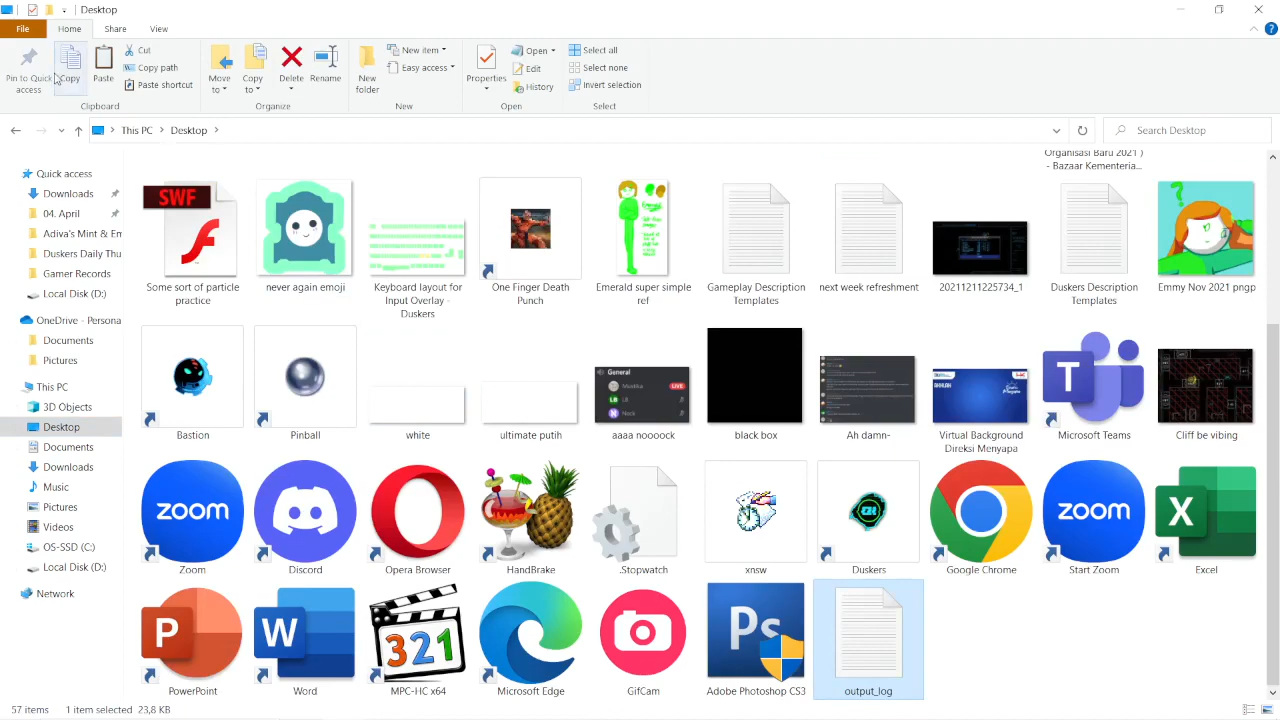 Desktop
File
Home
Share
View
Pin to Quick access
Copy
Paste
Cut
Copy path
Paste shortcut
Clipboard
Move to
Copy to
Delete
Rename
Organize
New folder
New item
Easy access
New
Properties
Open
Edit
History
Open
Select all
Select none
Invert selection
Select
This PC
Desktop
Search Desktop
Quick access
Downloads
04. April
Adiva's Mint & Em
Duskers Daily Thu
Gamer Records
Local Disk (D:)
OneDrive - Persona
Documents
Pictures
This PC
3D Objects
Desktop
Documents
Downloads
Music
Pictures
Videos
OS-SSD (C:)
Local Disk (D:)
Network
Organisasi Baru 2021 )
- Bazaar Kementeria...
SWF
Some sort of particle
practice
never again emoji
Keyboard layout for
Input Overlay -
Duskers
One Finger Death
Punch
Emerald super simple
ref
Gameplay Description
Templates
next week refreshment
20211211225734_1
Duskers Description
Templates
Emmy Nov 2021 pngp
Bastion
Pinball
white
ultimate putih
General
LIVE
LB
Nock
aaaa noooock
black box
Ah damn-
Virtual Background
Direksi Menyapa
T
Microsoft Teams
Cliff be vibing
zoom
Zoom
Discord
Opera Browser
HandBrake
.Stopwatch
xnsw
Duskers
Google Chrome
zoom
Start Zoom
X
Excel
P
PowerPoint
W
Word
321
MPC-HC x64
Microsoft Edge
GifCam
Ps
Adobe Photoshop CS3
output_log
57 items
1 item selected 23,8 KB